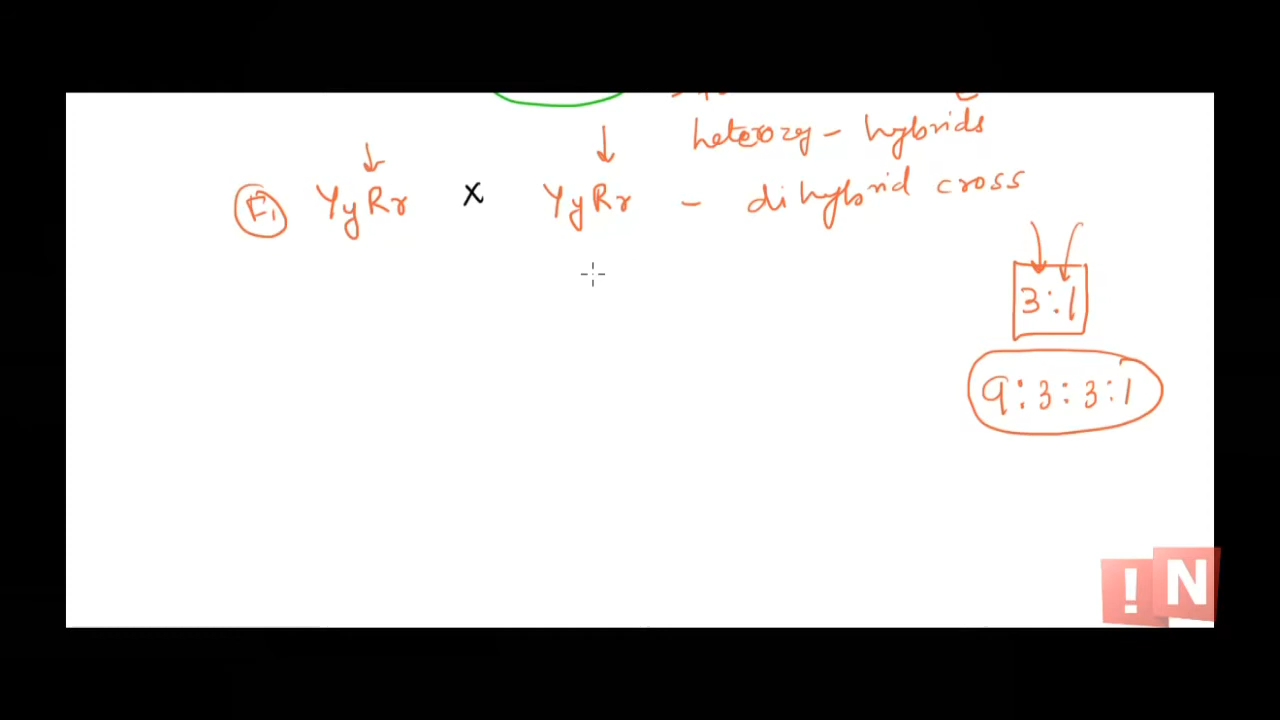 heterozy - hybrids
F1 YyRr x YyRr - dihybrid cross
3:1
9:3:3:1
!N